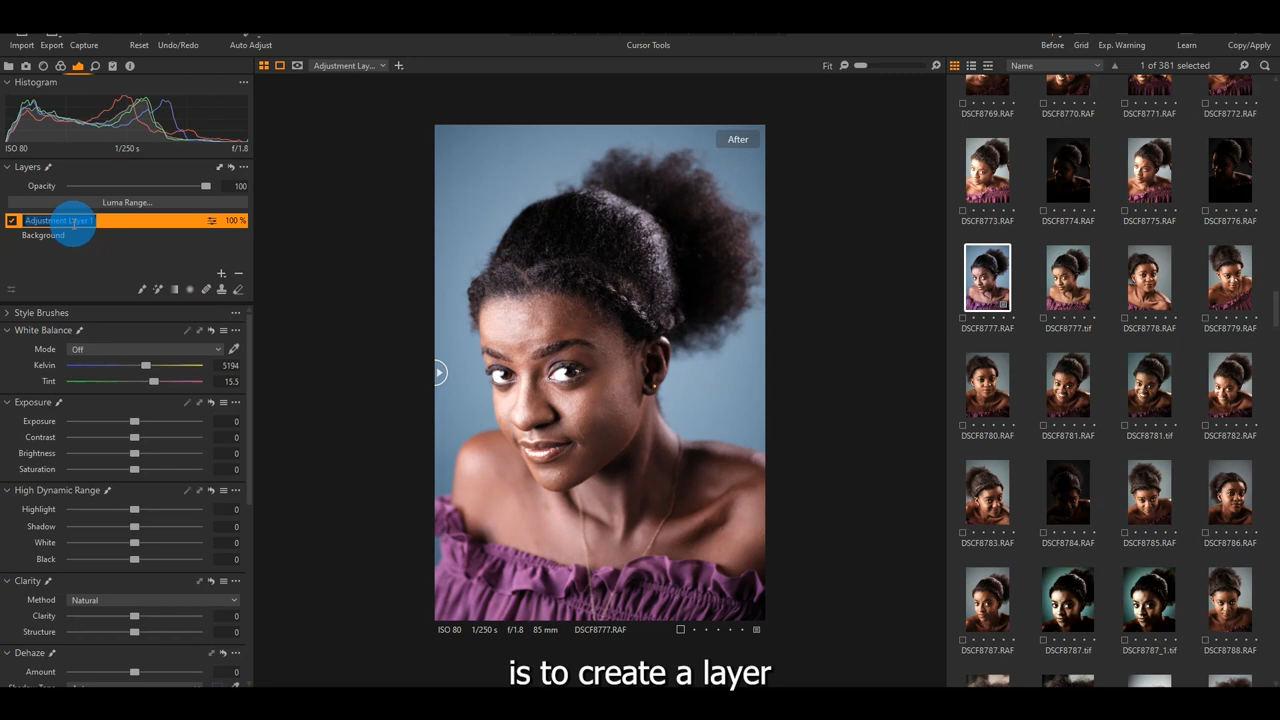 Import Export Capture Reset Undo/Redo Auto Adjust Cursor Tools Before Grid Exp. Warning Learn Copy/Apply
Adjustment Lay... Fit Name 1 of 381 selected
Histogram
ISO 80 1/250 s f/1.8
Layers
Opacity 100
Luma Range...
Adjustment Layer 1 100 %
Background
Style Brushes
White Balance
Mode Off
Kelvin 5194
Tint 15.5
Exposure
Exposure 0
Contrast 0
Brightness 0
Saturation 0
High Dynamic Range
Highlight 0
Shadow 0
White 0
Black 0
Clarity
Method Natural
Clarity 0
Structure 0
Dehaze
Amount 0
After
ISO 80 1/250 s f/1.8 85 mm DSCF8777.RAF
DSCF8769.RAF DSCF8770.RAF DSCF8771.RAF DSCF8772.RAF
DSCF8773.RAF DSCF8774.RAF DSCF8775.RAF DSCF8776.RAF
DSCF8777.RAF DSCF8777.tif DSCF8778.RAF DSCF8779.RAF
DSCF8780.RAF DSCF8781.RAF DSCF8781.tif DSCF8782.RAF
DSCF8783.RAF DSCF8784.RAF DSCF8785.RAF DSCF8786.RAF
DSCF8787.RAF DSCF8787.tif DSCF8787_1.tif DSCF8788.RAF
is to create a layer